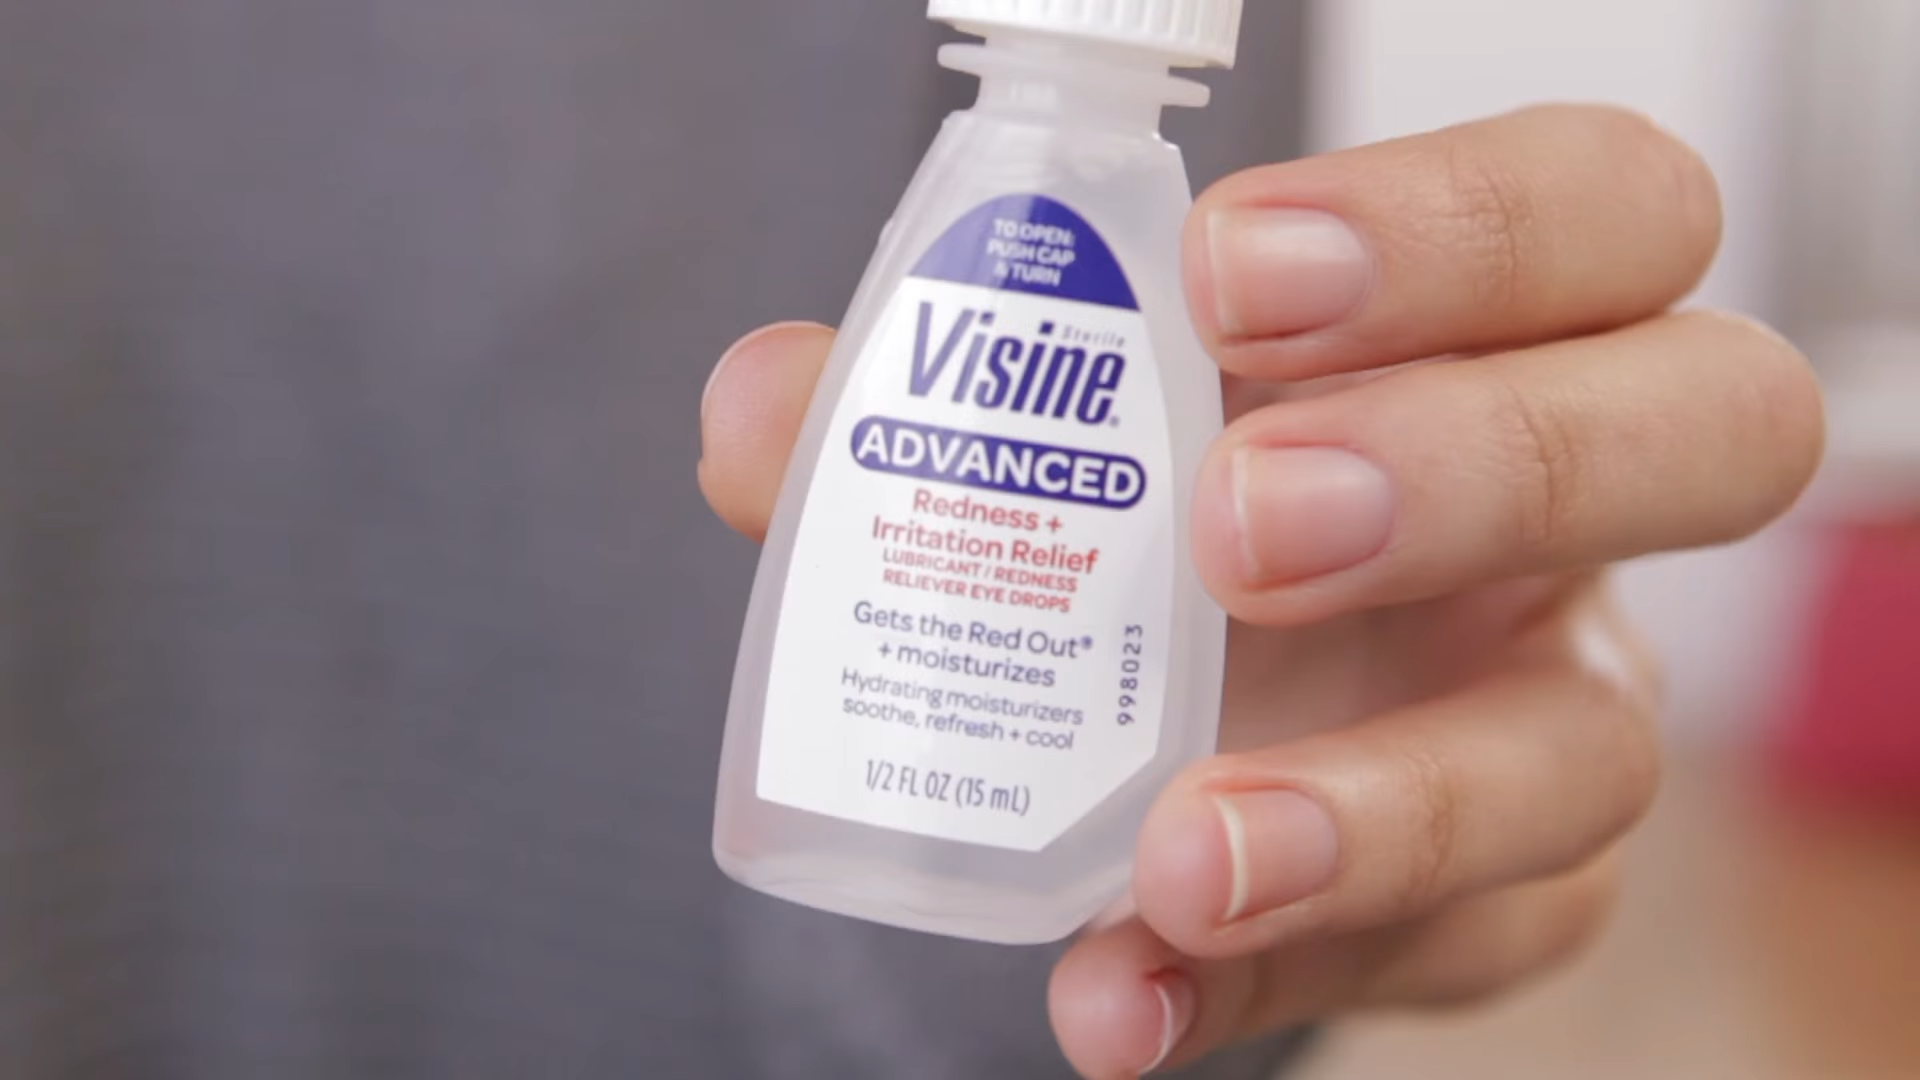 TO OPEN:
PUSH CAP
& TURN
Sterile
Visine®
ADVANCED
Redness +
Irritation Relief
LUBRICANT / REDNESS
RELIEVER EYE DROPS
Gets the Red Out®
+ moisturizes
Hydrating moisturizers
soothe, refresh + cool
998023
1/2 FL OZ (15 mL)